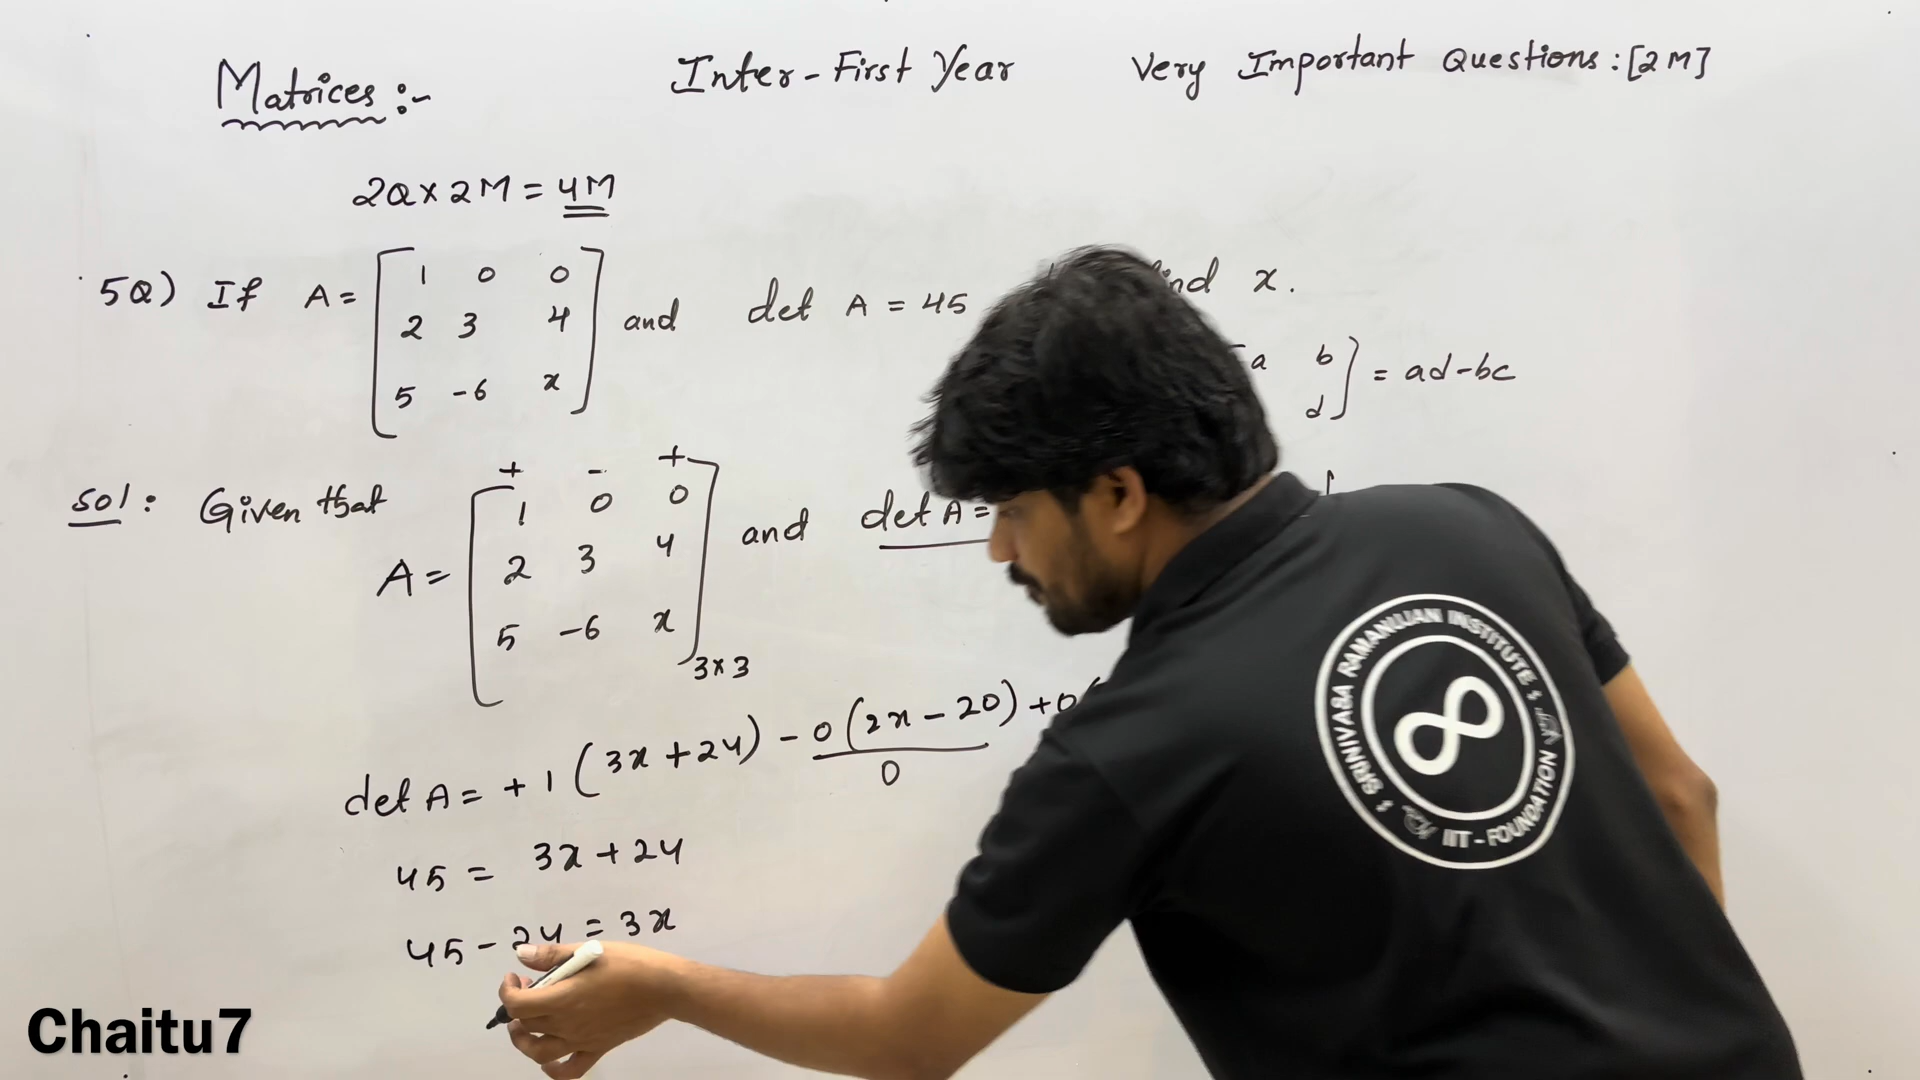 Matrices :-
Inter-First Year
Very Important Questions:[2M]
2Q×2M=4M
5Q) If A= [1 0 0
2 3 4
5 -6 x] and det A = 45 find x.
a b
d] = ad-bc
Sol: Given that
+ - +
A= [1 0 0
2 3 4
5 -6 x]3×3 and det A=
det A= +1(3x+24) -0(2x-20)+0(
0
45 = 3x+24
45-24=3x
SRINIVASA RAMANUJAN INSTITUTE
IIT-FOUNDATION
Chaitu7